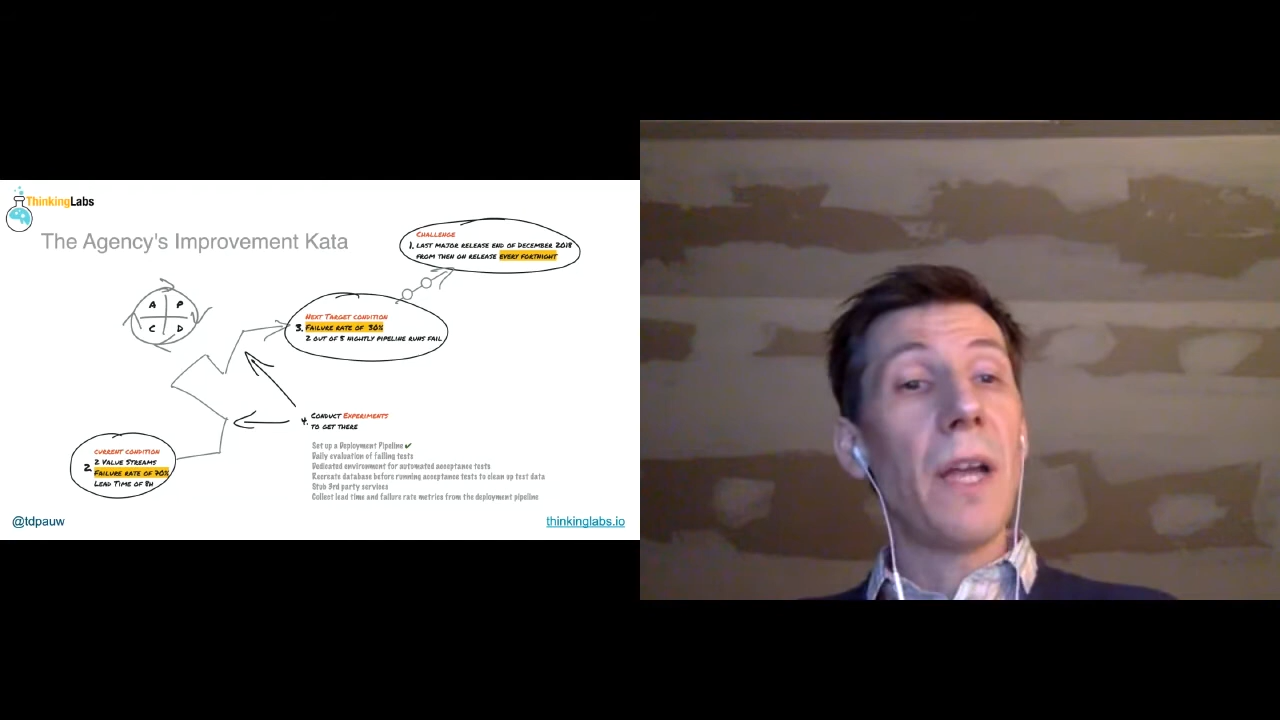 ThinkingLabs
The Agency's Improvement Kata
CHALLENGE
1. LAST MAJOR RELEASE END OF DECEMBER 2018
FROM THEN ON RELEASE EVERY FORTNIGHT
A P
C D
NEXT TARGET CONDITION
3. FAILURE RATE OF 30%
2 OUT OF 5 NIGHTLY PIPELINE RUNS FAIL
4. CONDUCT EXPERIMENTS
TO GET THERE
Set up a Deployment Pipeline ✔
Daily evaluation of failing tests
Dedicated environment for automated acceptance tests
Recreate database before running acceptance tests to clean up test data
Stub 3rd party services
Collect lead time and failure rate metrics from the deployment pipeline
CURRENT CONDITION
2. 2 VALUE STREAMS
FAILURE RATE OF 70%
LEAD TIME OF 8H
@tdpauw
thinkinglabs.io